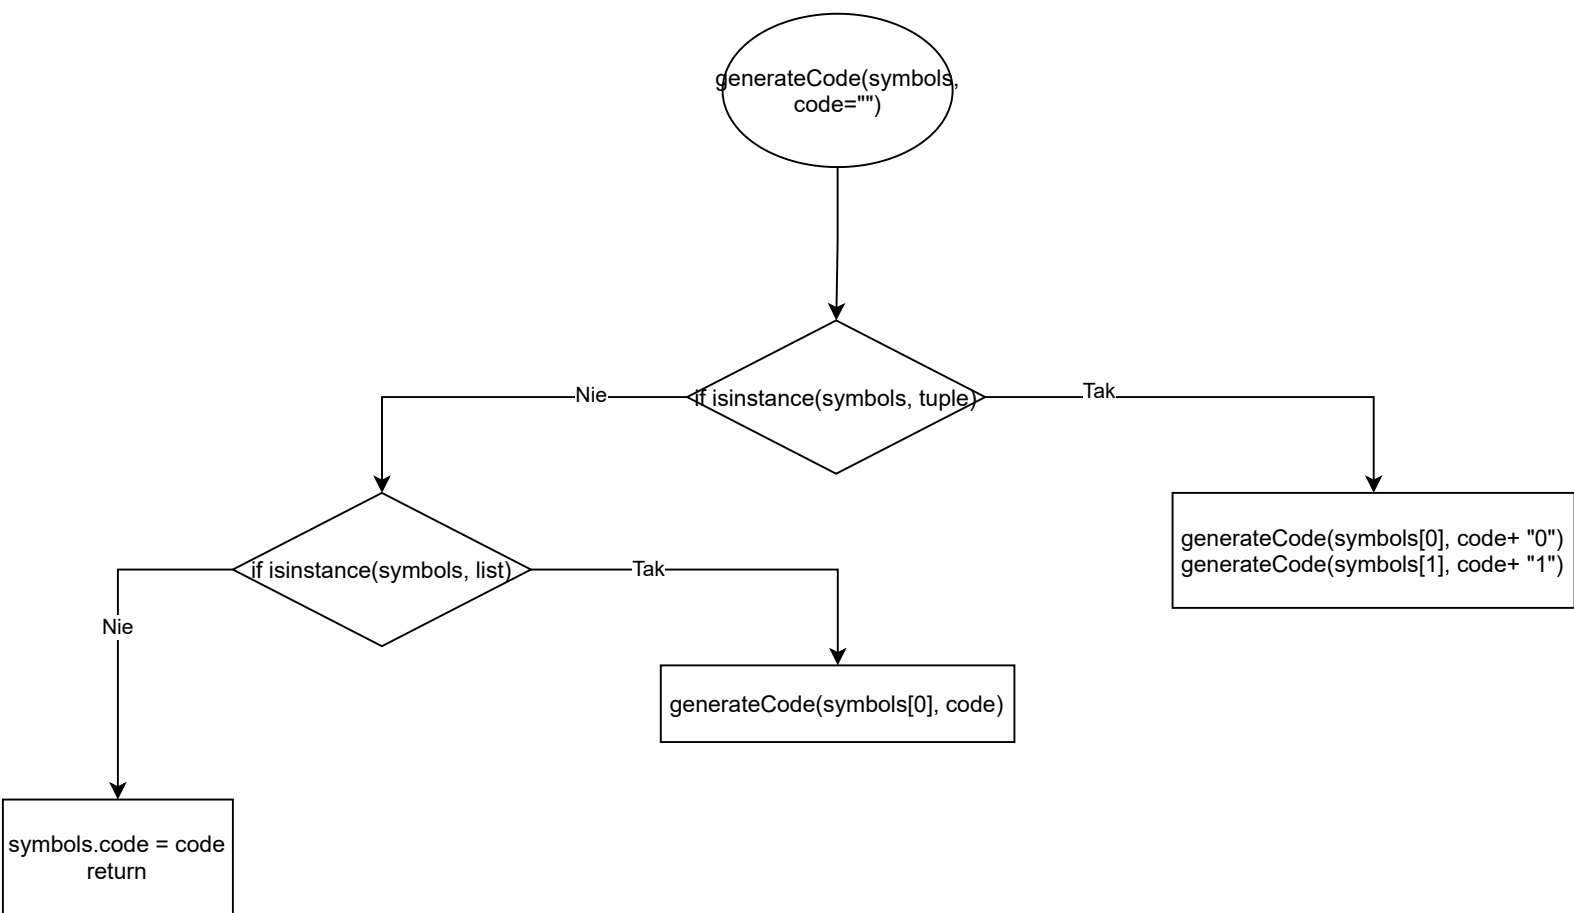 generateCode(symbols,
code="")
if isinstance(symbols, tuple)
Nie
Tak
if isinstance(symbols, list)
generateCode(symbols[0], code+ "0")
generateCode(symbols[1], code+ "1")
Nie
Tak
generateCode(symbols[0], code)
symbols.code = code
return